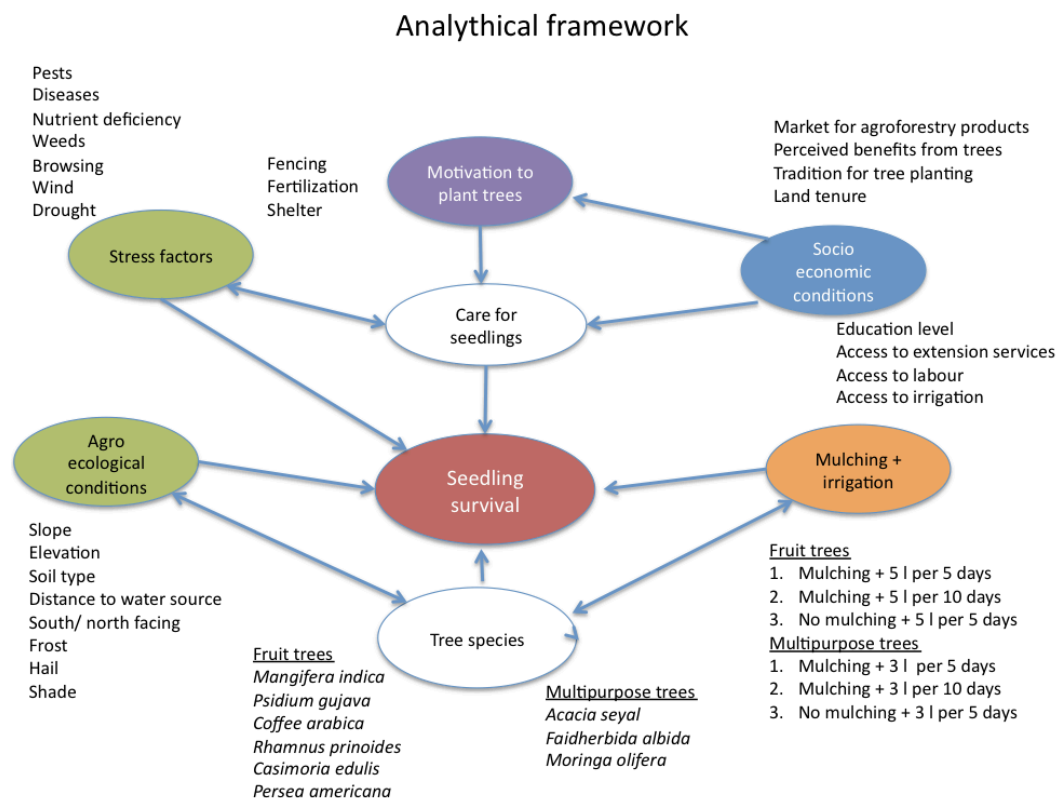 Analythical framework
Pests
Diseases
Nutrient deficiency
Weeds
Browsing
Wind
Drought
Fencing
Fertilization
Shelter
Motivation to
plant trees
Market for agroforestry products
Perceived benefits from trees
Tradition for tree planting
Land tenure
Stress factors
Socio
economic
conditions
Care for
seedlings
Education level
Access to extension services
Access to labour
Access to irrigation
Agro
ecological
conditions
Seedling
survival
Mulching +
irrigation
Slope
Elevation
Soil type
Distance to water source
South/ north facing
Frost
Hail
Shade
Tree species
Fruit trees
Mangifera indica
Psidium gujava
Coffee arabica
Rhamnus prinoides
Casimoria edulis
Persea americana
Multipurpose trees
Acacia seyal
Faidherbida albida
Moringa olifera
Fruit trees
1. Mulching + 5 l per 5 days
2. Mulching + 5 l per 10 days
3. No mulching + 5 l per 5 days
Multipurpose trees
1. Mulching + 3 l per 5 days
2. Mulching + 3 l per 10 days
3. No mulching + 3 l per 5 days